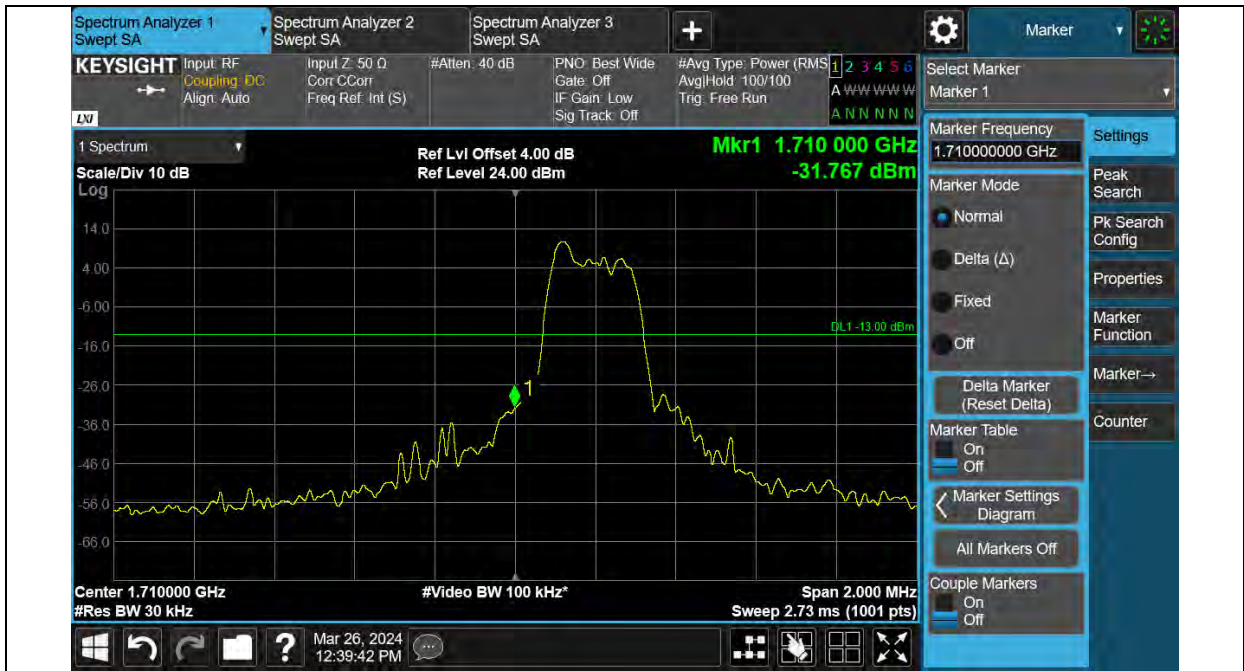 Spectrum Analyzer 1
Swept SA
Spectrum Analyzer 2
Swept SA
Spectrum Analyzer 3
Swept SA
Marker
KEYSIGHT
LXI
Input: RF
Coupling: DC
Align: Auto
Input Z: 50 Ω
Corr CCorr
Freq Ref: Int (S)
#Atten: 40 dB
PNO: Best Wide
Gate: Off
IF Gain: Low
Sig Track: Off
#Avg Type: Power (RMS
Avg|Hold: 100/100
Trig: Free Run
1 2 3 4 5 6
A W W W W W
A N N N N N
Select Marker
Marker 1
1 Spectrum
Scale/Div 10 dB
Ref Lvl Offset 4.00 dB
Ref Level 24.00 dBm
Mkr1 1.710 000 GHz
-31.767 dBm
Log
14.0
4.00
-6.00
-16.0
-26.0
-36.0
-46.0
-56.0
-66.0
DL1 -13.00 dBm
1
Center 1.710000 GHz
#Res BW 30 kHz
#Video BW 100 kHz*
Span 2.000 MHz
Sweep 2.73 ms (1001 pts)
Marker Frequency
1.710000000 GHz
Marker Mode
Normal
Delta (Δ)
Fixed
Off
Delta Marker
(Reset Delta)
Marker Table
On
Off
Marker Settings
Diagram
All Markers Off
Couple Markers
On
Off
Settings
Peak
Search
Pk Search
Config
Properties
Marker
Function
Marker→
Counter
?
Mar 26, 2024
12:39:42 PM